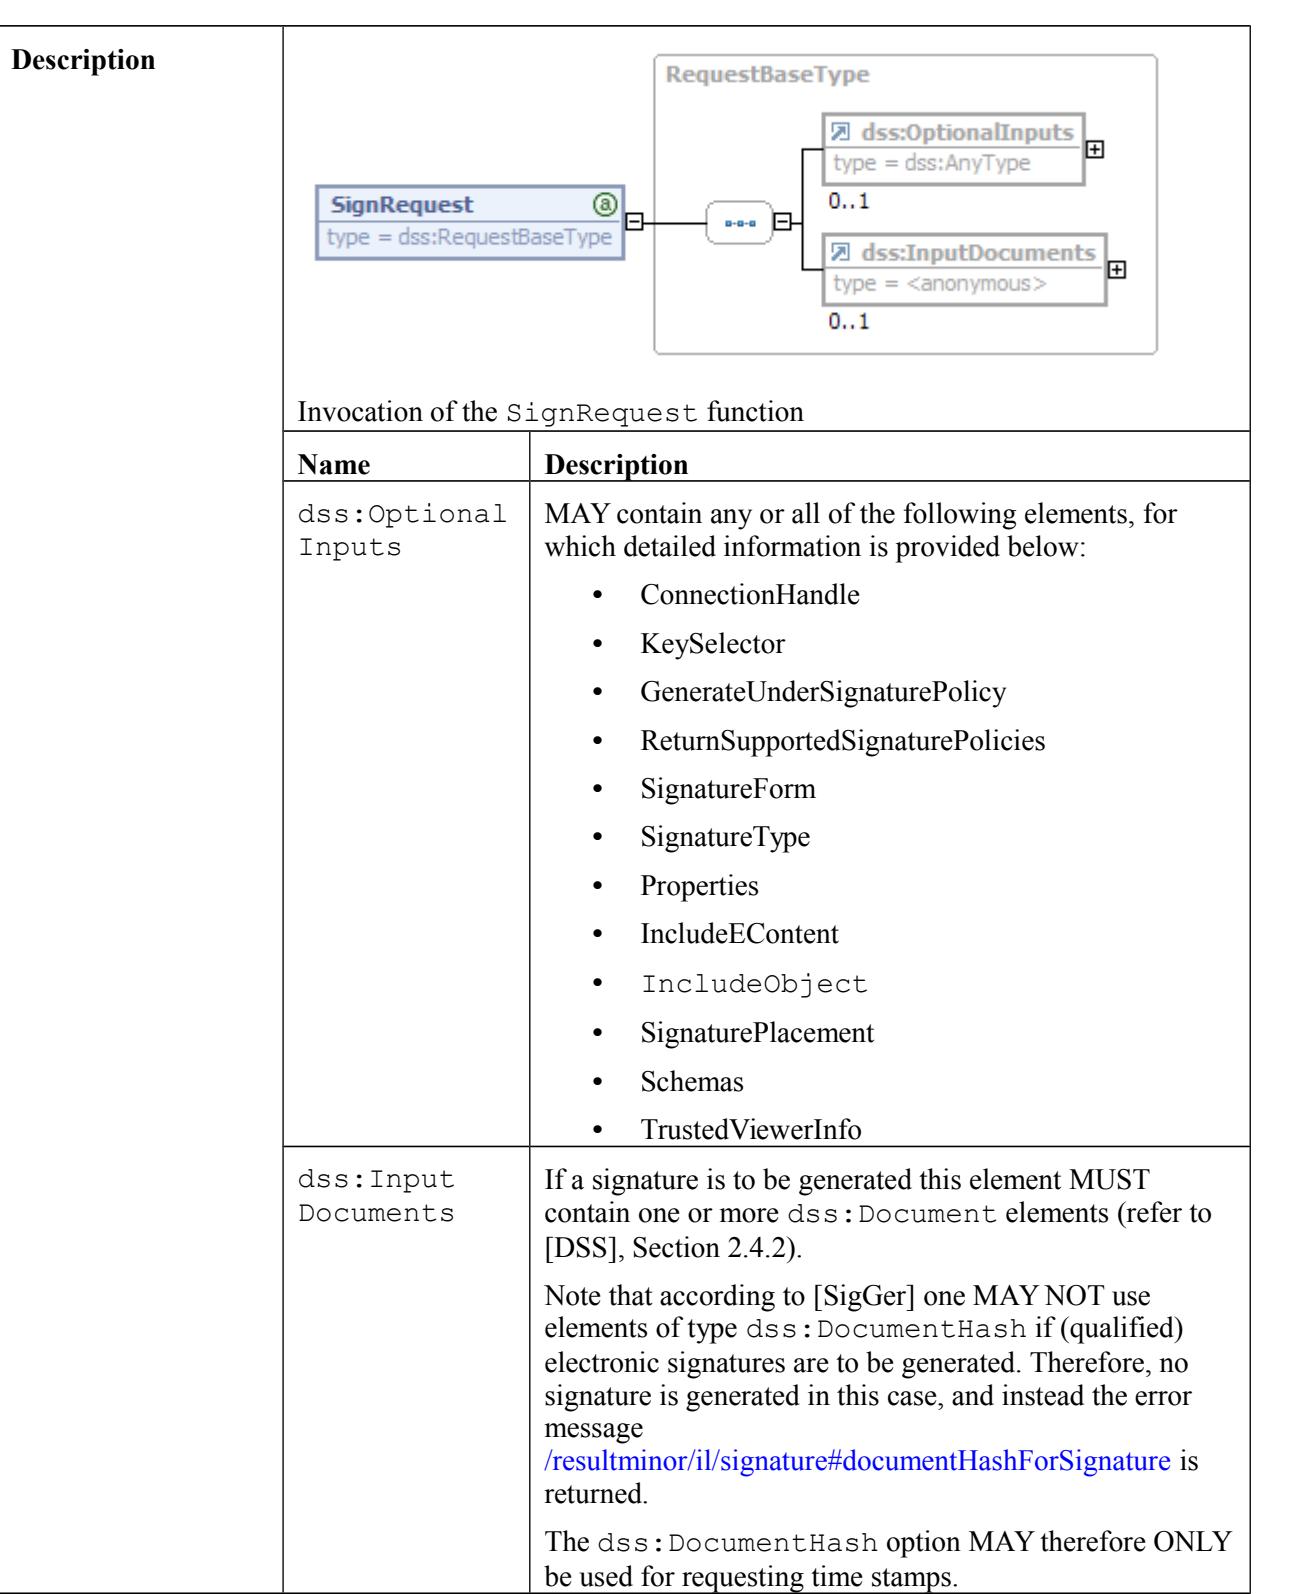 Description
RequestBaseType
dss:OptionalInputs
type = dss:AnyType
0..1
SignRequest
type = dss:RequestBaseType
dss:InputDocuments
type = <anonymous>
0..1
Invocation of the SignRequest function
Name Description
dss:Optional
Inputs
MAY contain any or all of the following elements, for
which detailed information is provided below:
• ConnectionHandle
• KeySelector
• GenerateUnderSignaturePolicy
• ReturnSupportedSignaturePolicies
• SignatureForm
• SignatureType
• Properties
• IncludeEContent
• IncludeObject
• SignaturePlacement
• Schemas
• TrustedViewerInfo
dss:Input
Documents
If a signature is to be generated this element MUST
contain one or more dss:Document elements (refer to
[DSS], Section 2.4.2).
Note that according to [SigGer] one MAY NOT use
elements of type dss:DocumentHash if (qualified)
electronic signatures are to be generated. Therefore, no
signature is generated in this case, and instead the error
message
/resultminor/il/signature#documentHashForSignature is
returned.
The dss:DocumentHash option MAY therefore ONLY
be used for requesting time stamps.